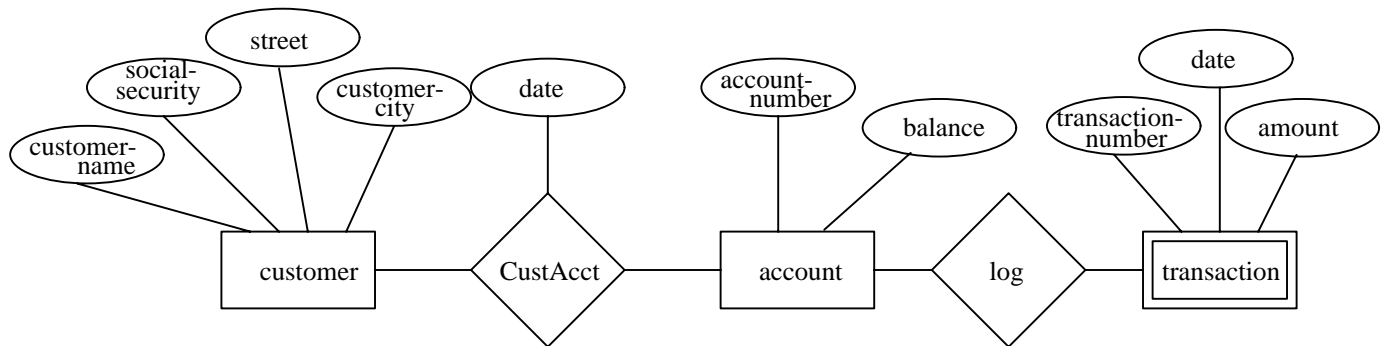 street
social-
security
customer-
city
date
account-
number
date
customer-
name
balance
transaction-
number
amount
customer
CustAcct
account
log
transaction